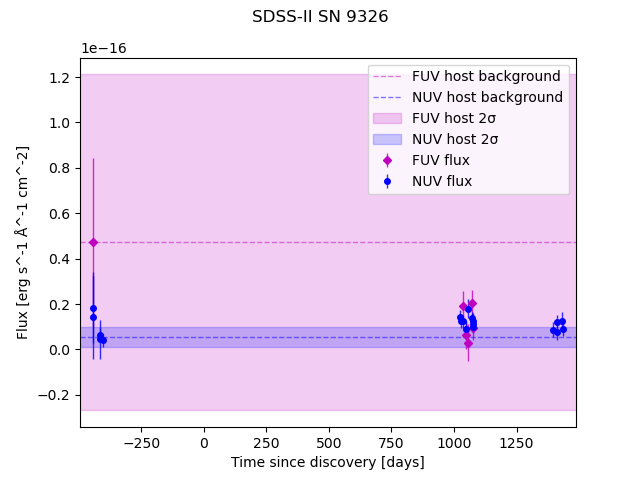 SDSS-II SN 9326
1e−16
FUV host background
NUV host background
FUV host 2σ
NUV host 2σ
FUV flux
NUV flux
1.2
1.0
0.8
0.6
0.4
0.2
0.0
−0.2
Flux [erg s^-1 Å^-1 cm^-2]
−250
0
250
500
750
1000
1250
Time since discovery [days]